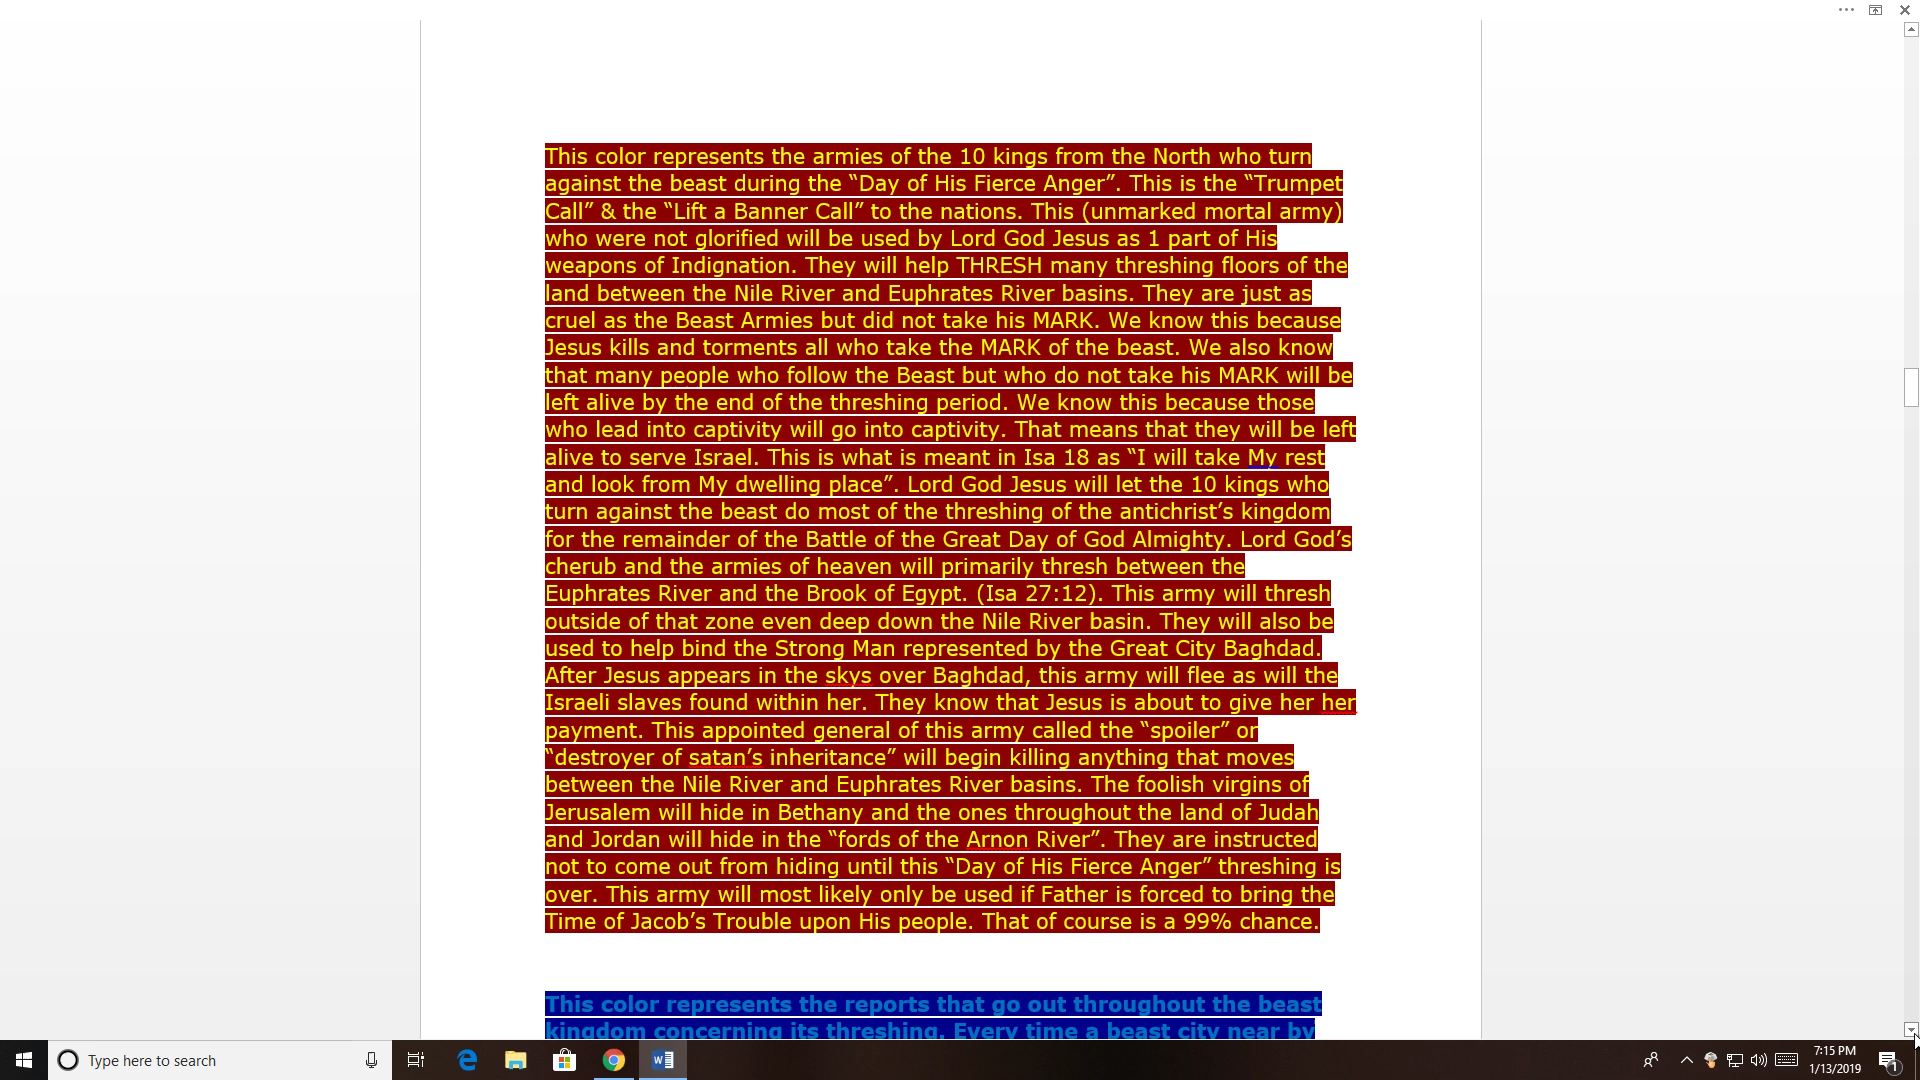 This color represents the armies of the 10 kings from the North who turn
against the beast during the “Day of His Fierce Anger”. This is the “Trumpet
Call” & the “Lift a Banner Call” to the nations. This (unmarked mortal army)
who were not glorified will be used by Lord God Jesus as 1 part of His
weapons of Indignation. They will help THRESH many threshing floors of the
land between the Nile River and Euphrates River basins. They are just as
cruel as the Beast Armies but did not take his MARK. We know this because
Jesus kills and torments all who take the MARK of the beast. We also know
that many people who follow the Beast but who do not take his MARK will be
left alive by the end of the threshing period. We know this because those
who lead into captivity will go into captivity. That means that they will be left
alive to serve Israel. This is what is meant in Isa 18 as “I will take My rest
and look from My dwelling place”. Lord God Jesus will let the 10 kings who
turn against the beast do most of the threshing of the antichrist’s kingdom
for the remainder of the Battle of the Great Day of God Almighty. Lord God’s
cherub and the armies of heaven will primarily thresh between the
Euphrates River and the Brook of Egypt. (Isa 27:12). This army will thresh
outside of that zone even deep down the Nile River basin. They will also be
used to help bind the Strong Man represented by the Great City Baghdad.
After Jesus appears in the skys over Baghdad, this army will flee as will the
Israeli slaves found within her. They know that Jesus is about to give her her
payment. This appointed general of this army called the “spoiler” or
“destroyer of satan’s inheritance” will begin killing anything that moves
between the Nile River and Euphrates River basins. The foolish virgins of
Jerusalem will hide in Bethany and the ones throughout the land of Judah
and Jordan will hide in the “fords of the Arnon River”. They are instructed
not to come out from hiding until this “Day of His Fierce Anger” threshing is
over. This army will most likely only be used if Father is forced to bring the
Time of Jacob’s Trouble upon His people. That of course is a 99% chance.
This color represents the reports that go out throughout the beast
kingdom concerning its threshing. Every time a beast city near by
Type here to search
7:15 PM
1/13/2019
1